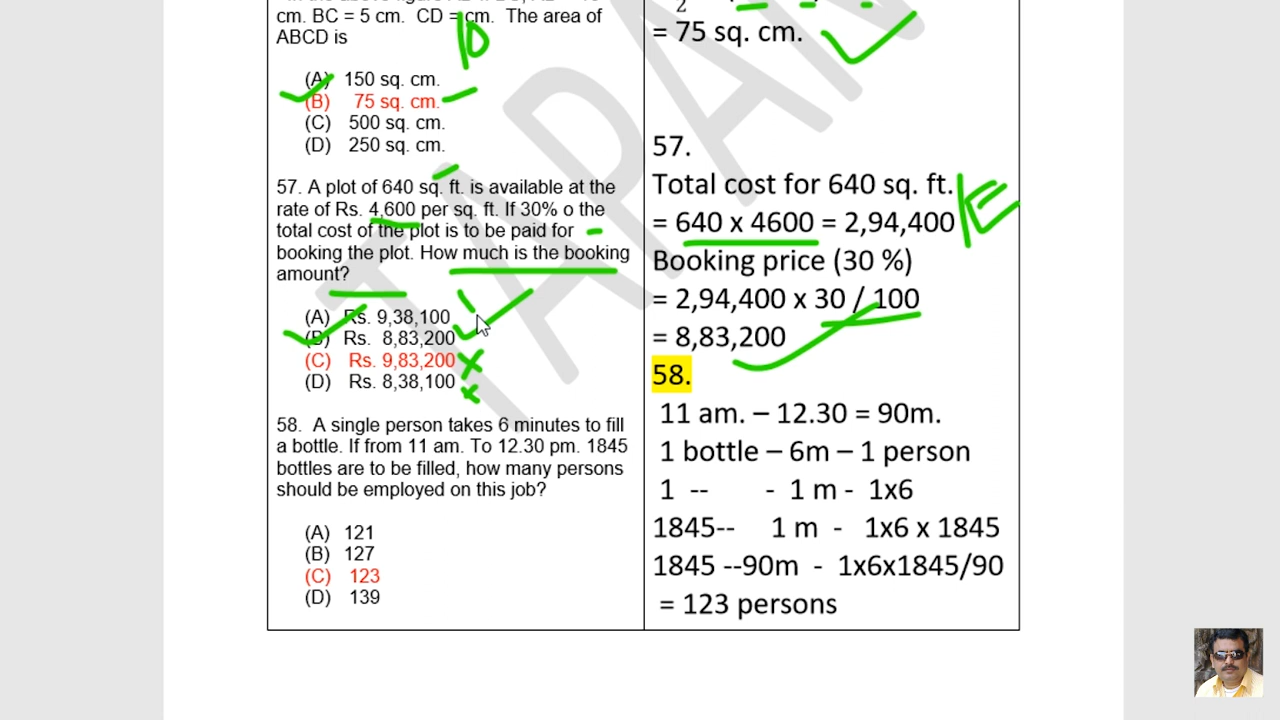 cm. BC = 5 cm. CD = cm. The area of
10
ABCD is
(A) 150 sq. cm.
(B) 75 sq. cm.
(C) 500 sq. cm.
(D) 250 sq. cm.
57. A plot of 640 sq. ft. is available at the
rate of Rs. 4,600 per sq. ft. If 30% o the
total cost of the plot is to be paid for
booking the plot. How much is the booking
amount?
(A) Rs. 9,38,100
(B) Rs. 8,83,200
(C) Rs. 9,83,200
(D) Rs. 8,38,100
58. A single person takes 6 minutes to fill
a bottle. If from 11 am. To 12.30 pm. 1845
bottles are to be filled, how many persons
should be employed on this job?
(A) 121
(B) 127
(C) 123
(D) 139
2
= 75 sq. cm.
57.
Total cost for 640 sq. ft.
= 640 x 4600 = 2,94,400
Booking price (30 %)
= 2,94,400 x 30 / 100
= 8,83,200
58.
11 am. – 12.30 = 90m.
1 bottle – 6m – 1 person
1 -- - 1 m - 1x6
1845-- 1 m - 1x6 x 1845
1845 --90m - 1x6x1845/90
= 123 persons
TAPAN